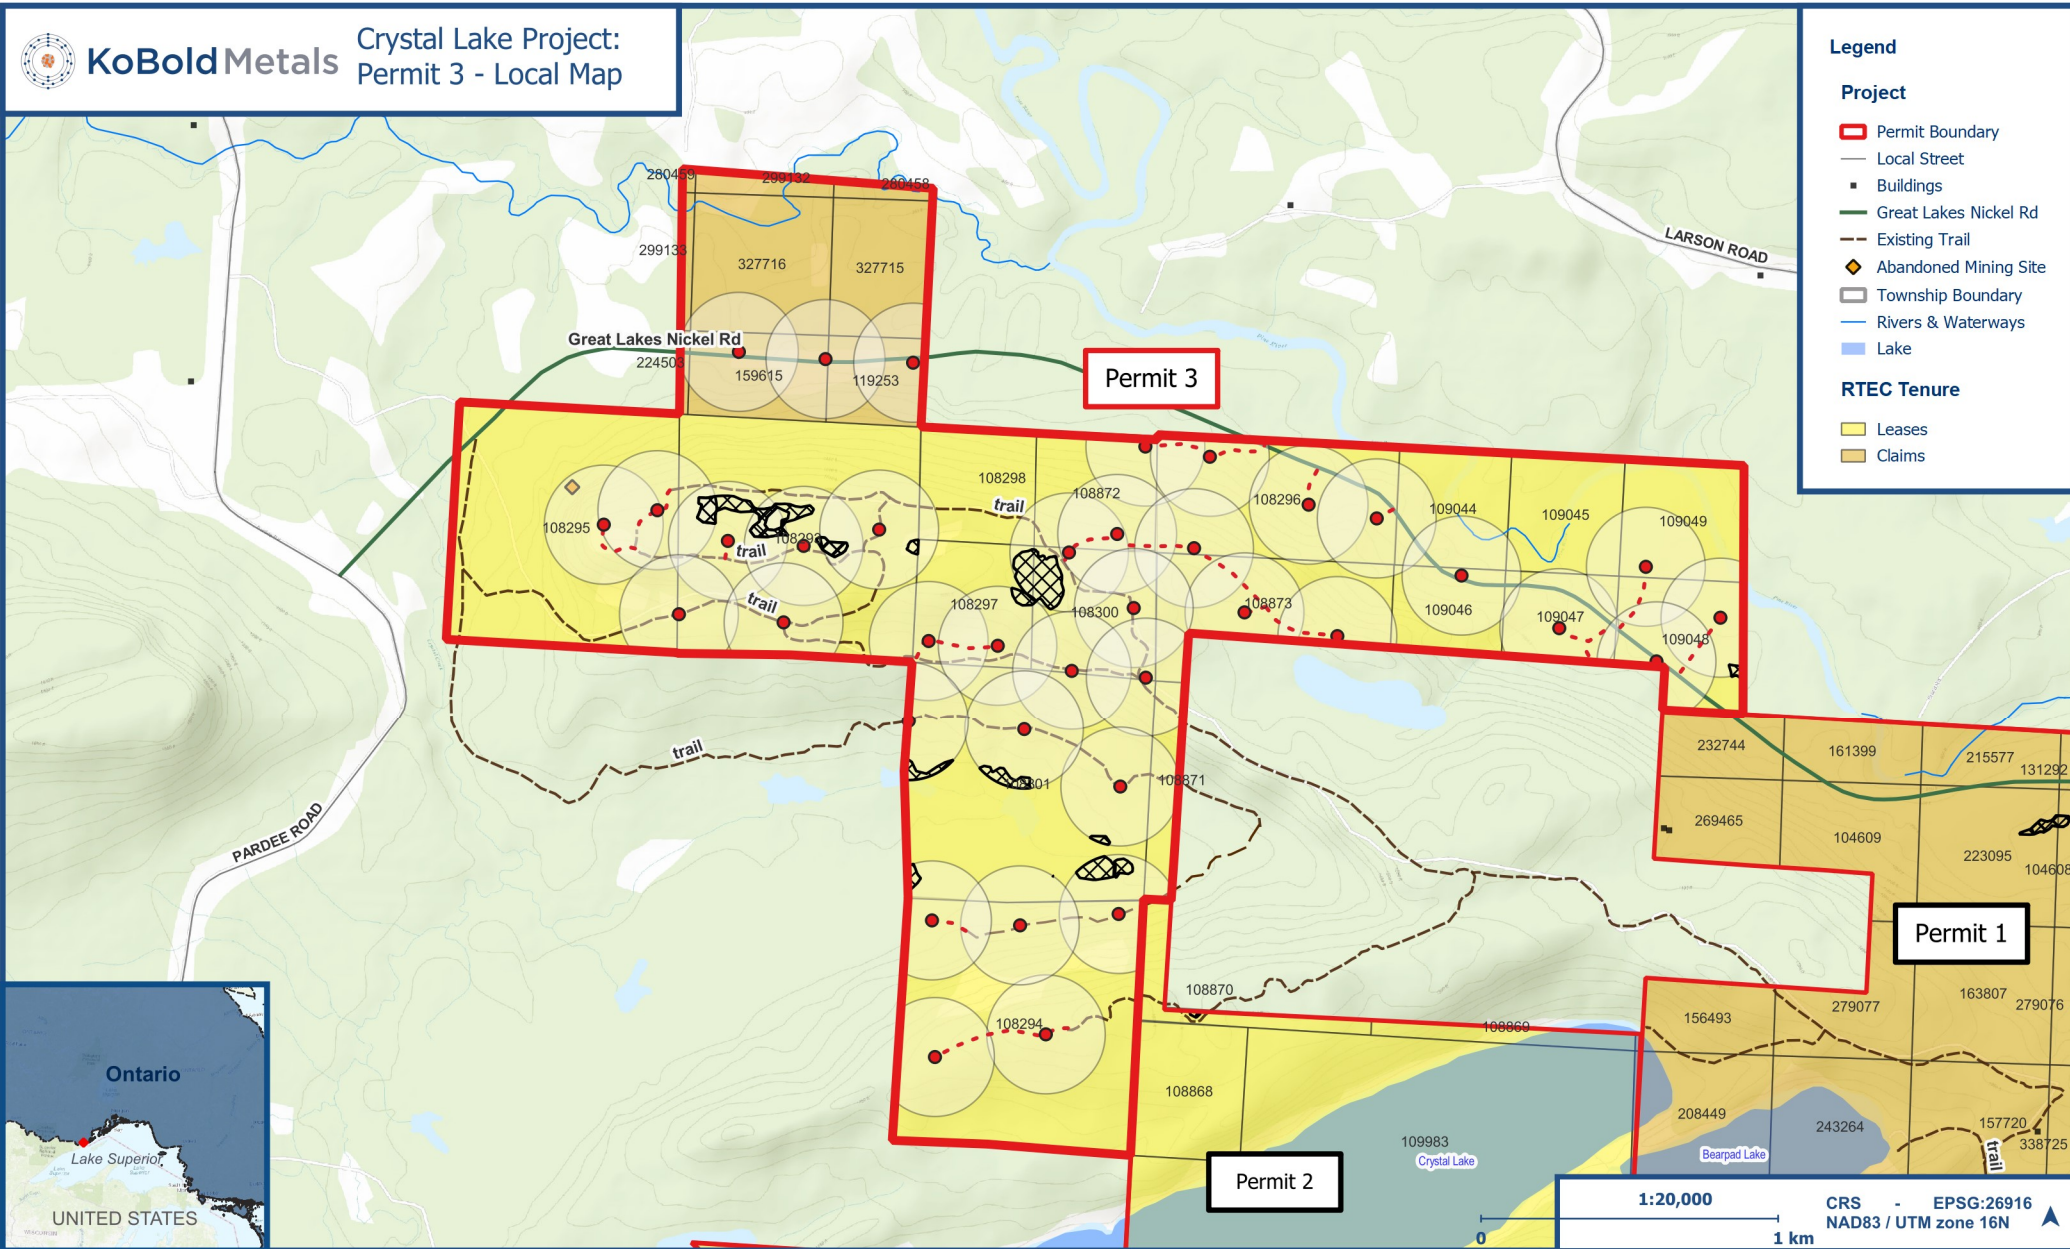 KoBold Metals
Crystal Lake Project:
Permit 3 - Local Map
Legend
Project
Permit Boundary
Local Street
Buildings
Great Lakes Nickel Rd
Existing Trail
Abandoned Mining Site
Township Boundary
Rivers & Waterways
Lake
RTEC Tenure
Leases
Claims
280459
299132
280458
299133
327716
327715
LARSON ROAD
Great Lakes Nickel Rd
224503
159615
119253
Permit 3
108298
108872
108296
109044
109045
109049
trail
108295
108293
trail
trail
108297
108300
108873
109046
109047
108048
trail
108301
108871
232744
161399
215577
131292
269465
104609
223095
104608
PARDEE ROAD
Permit 1
108870
108869
108294
156493
279077
163807
279076
108868
109983
Crystal Lake
208449
243264
157720
338725
Bearpad Lake
trail
Permit 2
Ontario
Lake Superior
UNITED STATES
1:20,000
0
1 km
CRS - EPSG:26916
NAD83 / UTM zone 16N